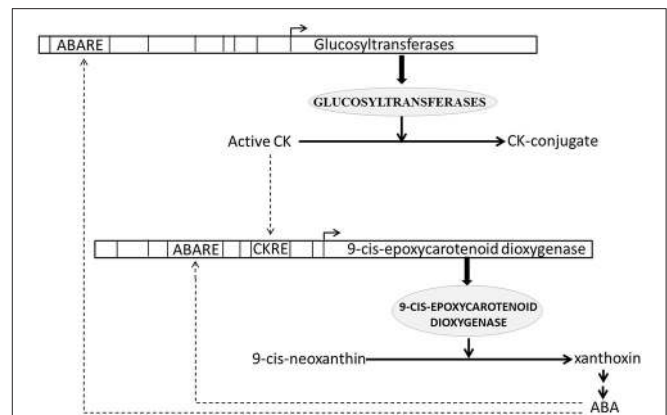 ABARE Glucosyltransferases
GLUCOSYLTRANSFERASES
Active CK CK-conjugate
ABARE CKRE 9-cis-epoxycarotenoid dioxygenase
9-CIS-EPOXYCAROTENOID
DIOXYGENASE
9-cis-neoxanthin xanthoxin
ABA